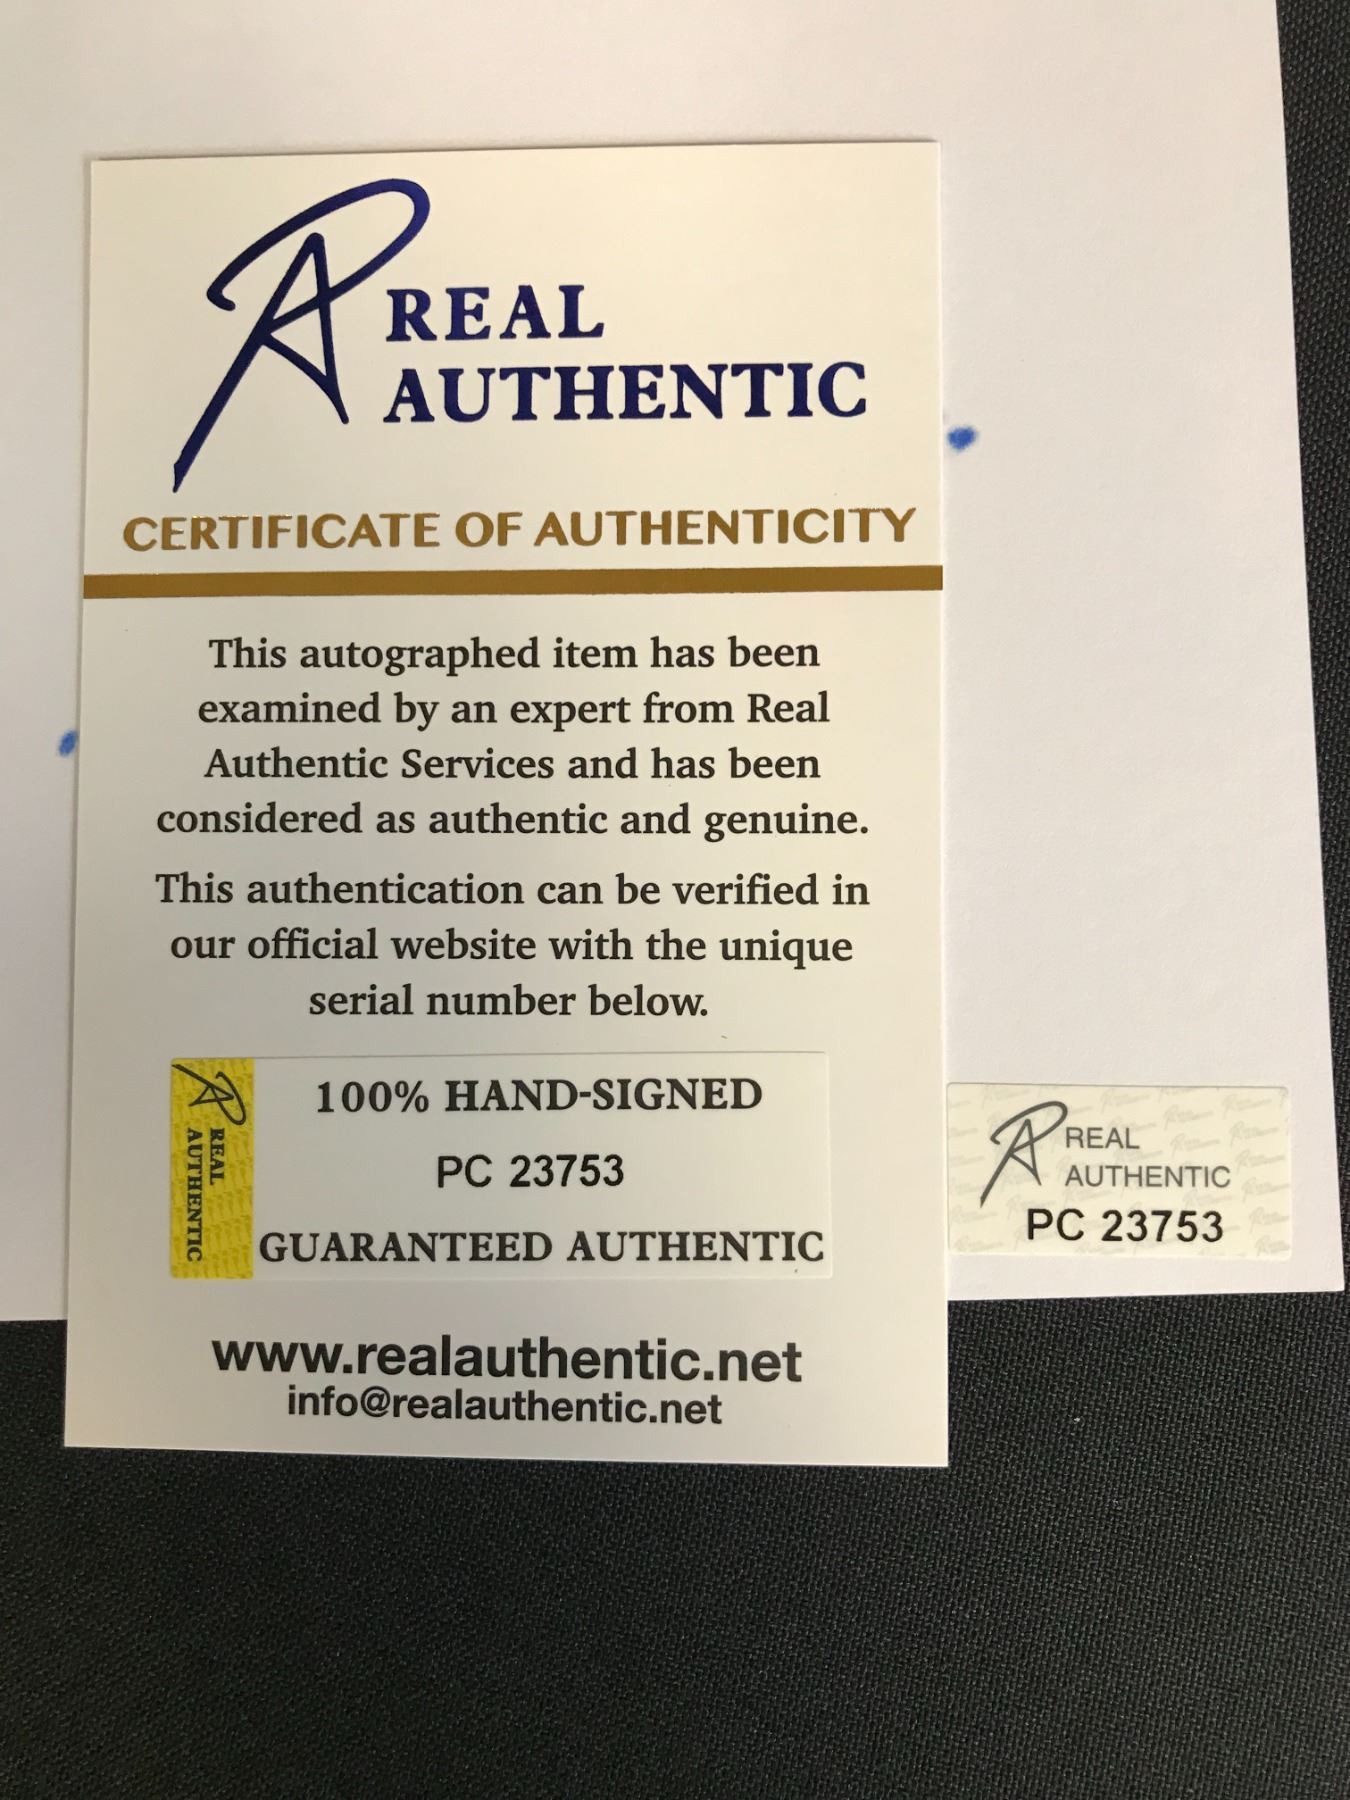 REAL
AUTHENTIC
CERTIFICATE OF AUTHENTICITY
This autographed item has been
examined by an expert from Real
Authentic Services and has been
considered as authentic and genuine.
This authentication can be verified in
our official website with the unique
serial number below.
REAL
AUTHENTIC
100% HAND-SIGNED
PC 23753
GUARANTEED AUTHENTIC
www.realauthentic.net
info@realauthentic.net
REAL
AUTHENTIC
PC 23753